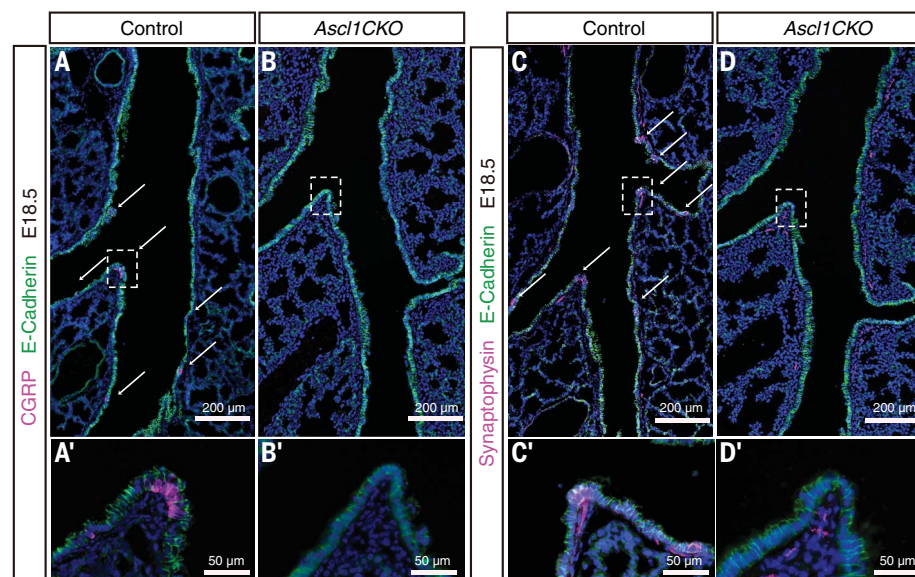 Control
Ascl1CKO
Control
Ascl1CKO
CGRP E-Cadherin E18.5
A
B
200 µm
200 µm
Synaptophysin E-Cadherin E18.5
C
D
200 µm
200 µm
A'
B'
50 µm
50 µm
C'
D'
50 µm
50 µm